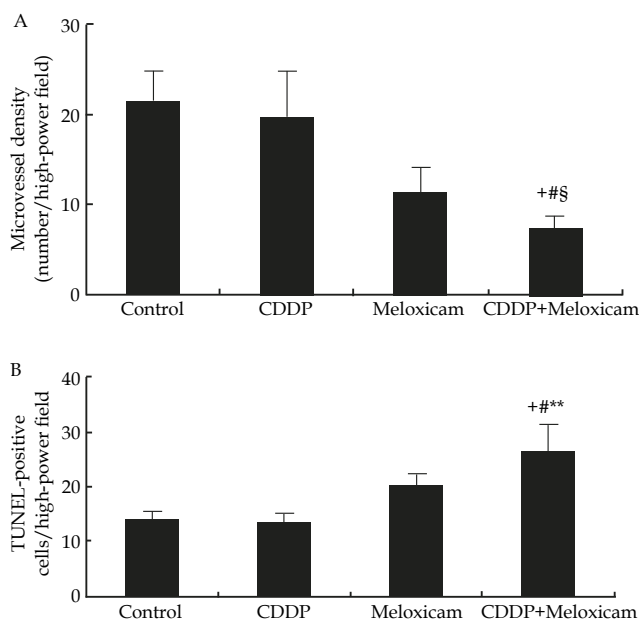 A
Microvessel density
(number/high-power field)
30
20
10
0
+#§
Control CDDP Meloxicam CDDP+Meloxicam
B
TUNEL-positive
cells/high-power field
40
30
20
10
0
+#**
Control CDDP Meloxicam CDDP+Meloxicam